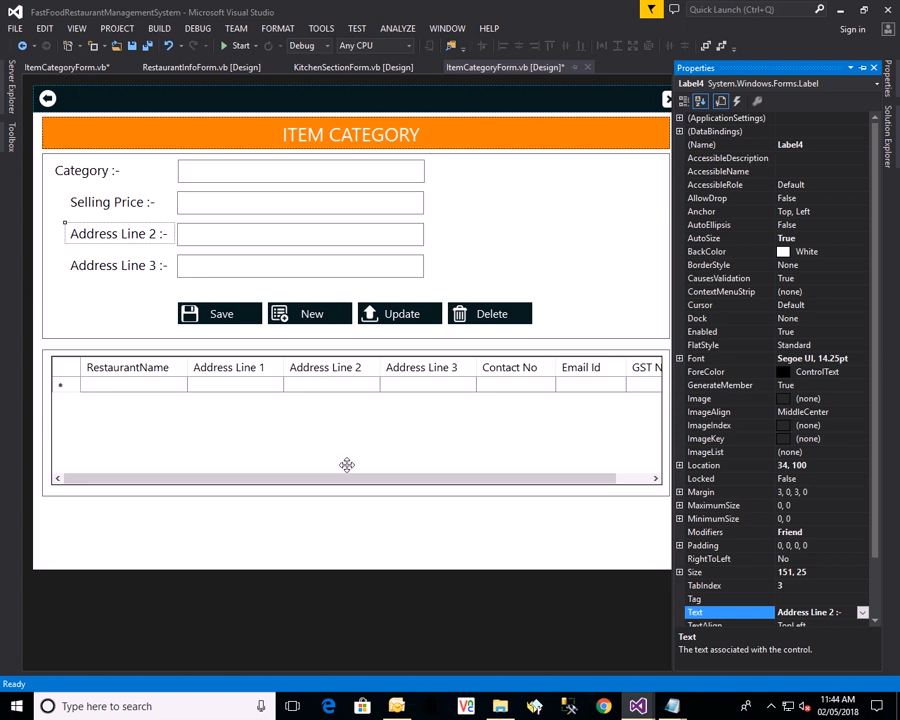 FastFoodRestaurantManagementSystem - Microsoft Visual Studio
Quick Launch (Ctrl+Q)
FILE EDIT VIEW PROJECT BUILD DEBUG TEAM FORMAT TOOLS TEST ANALYZE WINDOW HELP
Sign in
Start Debug Any CPU
ItemCategoryForm.vb* RestaurantInfoForm.vb [Design] KitchenSectionForm.vb [Design] ItemCategoryForm.vb [Design]*
Server Explorer
Toolbox
Properties
Solution Explorer
ITEM CATEGORY
Category :-
Selling Price :-
Address Line 2 :-
Address Line 3 :-
Save New Update Delete
RestaurantName Address Line 1 Address Line 2 Address Line 3 Contact No Email Id GST N
Properties
Label4 System.Windows.Forms.Label
(ApplicationSettings)
(DataBindings)
(Name) Label4
AccessibleDescription
AccessibleName
AccessibleRole Default
AllowDrop False
Anchor Top, Left
AutoEllipsis False
AutoSize True
BackColor White
BorderStyle None
CausesValidation True
ContextMenuStrip (none)
Cursor Default
Dock None
Enabled True
FlatStyle Standard
Font Segoe UI, 14.25pt
ForeColor ControlText
GenerateMember True
Image (none)
ImageAlign MiddleCenter
ImageIndex (none)
ImageKey (none)
ImageList (none)
Location 34, 100
Locked False
Margin 3, 0, 3, 0
MaximumSize 0, 0
MinimumSize 0, 0
Modifiers Friend
Padding 0, 0, 0, 0
RightToLeft No
Size 151, 25
TabIndex 3
Tag
Text Address Line 2 :-
TextAlign TopLeft
Text
The text associated with the control.
Ready
Type here to search
11:44 AM
02/05/2018